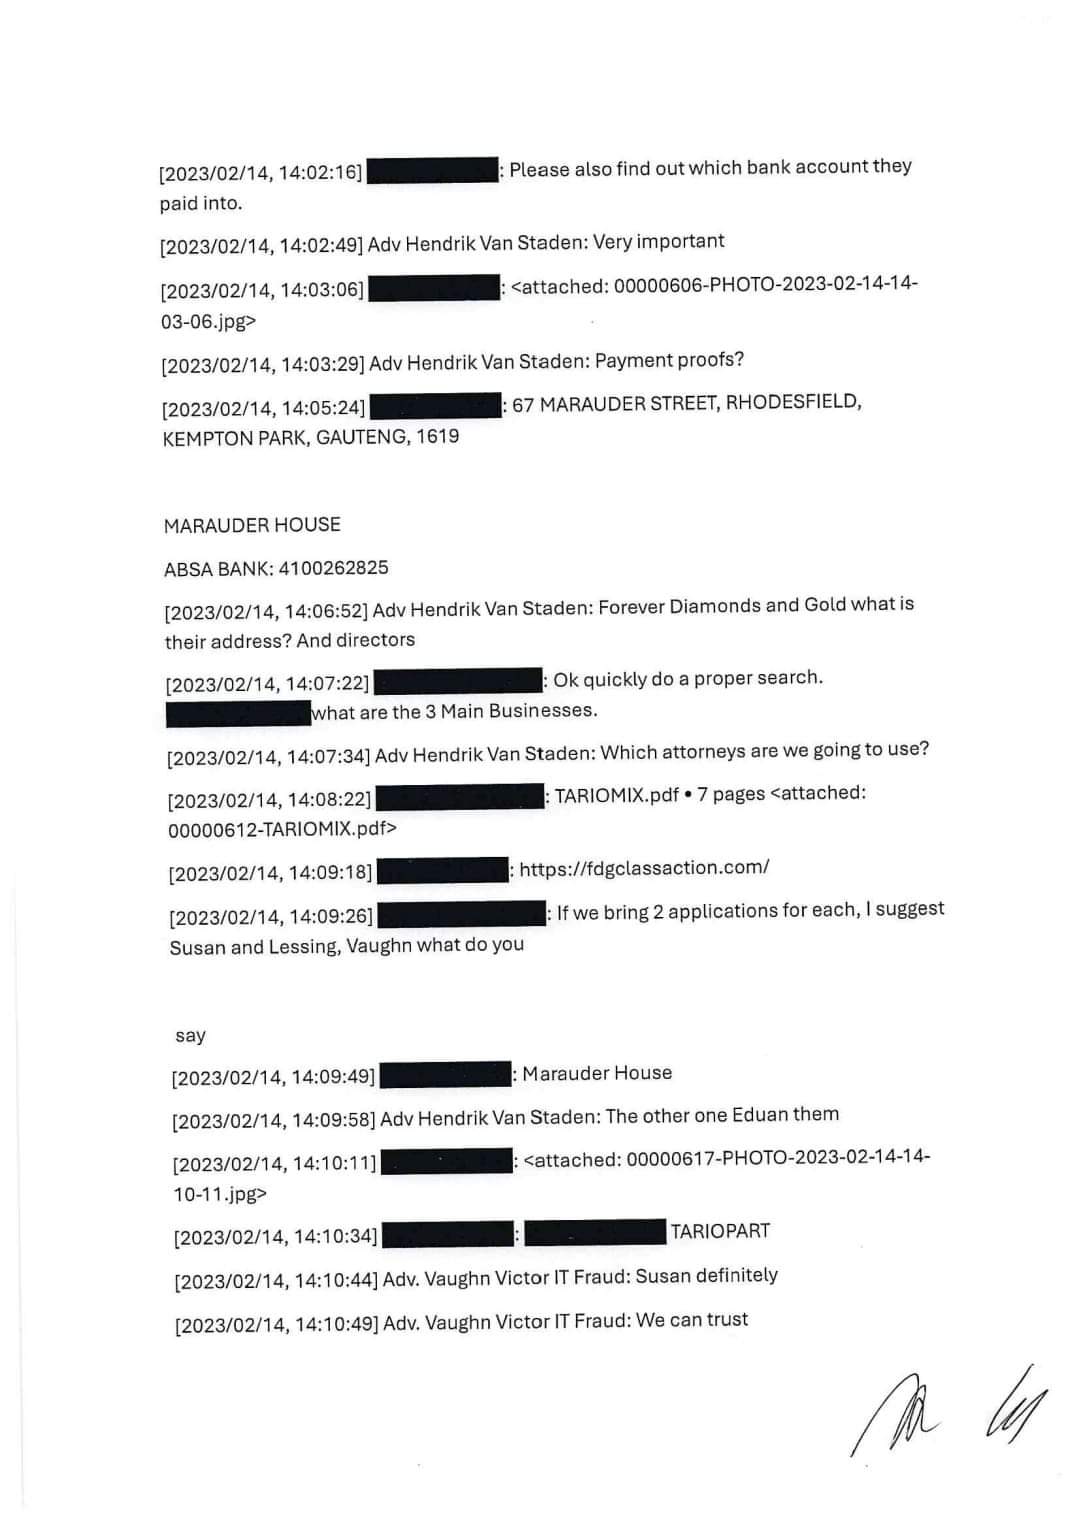 [2023/02/14, 14:02:16] : Please also find out which bank account they
paid into.
[2023/02/14, 14:02:49] Adv Hendrik Van Staden: Very important
[2023/02/14, 14:03:06] : <attached: 00000606-PHOTO-2023-02-14-14-
03-06.jpg>
[2023/02/14, 14:03:29] Adv Hendrik Van Staden: Payment proofs?
[2023/02/14, 14:05:24] : 67 MARAUDER STREET, RHODESFIELD,
KEMPTON PARK, GAUTENG, 1619
MARAUDER HOUSE
ABSA BANK: 4100262825
[2023/02/14, 14:06:52] Adv Hendrik Van Staden: Forever Diamonds and Gold what is
their address? And directors
[2023/02/14, 14:07:22] : Ok quickly do a proper search.
what are the 3 Main Businesses.
[2023/02/14, 14:07:34] Adv Hendrik Van Staden: Which attorneys are we going to use?
[2023/02/14, 14:08:22] : TARIOMIX.pdf • 7 pages <attached:
00000612-TARIOMIX.pdf>
[2023/02/14, 14:09:18] : https://fdgclassaction.com/
[2023/02/14, 14:09:26] : If we bring 2 applications for each, I suggest
Susan and Lessing, Vaughn what do you
say
[2023/02/14, 14:09:49] : Marauder House
[2023/02/14, 14:09:58] Adv Hendrik Van Staden: The other one Eduan them
[2023/02/14, 14:10:11] : <attached: 00000617-PHOTO-2023-02-14-14-
10-11.jpg>
[2023/02/14, 14:10:34] : TARIOPART
[2023/02/14, 14:10:44] Adv. Vaughn Victor IT Fraud: Susan definitely
[2023/02/14, 14:10:49] Adv. Vaughn Victor IT Fraud: We can trust